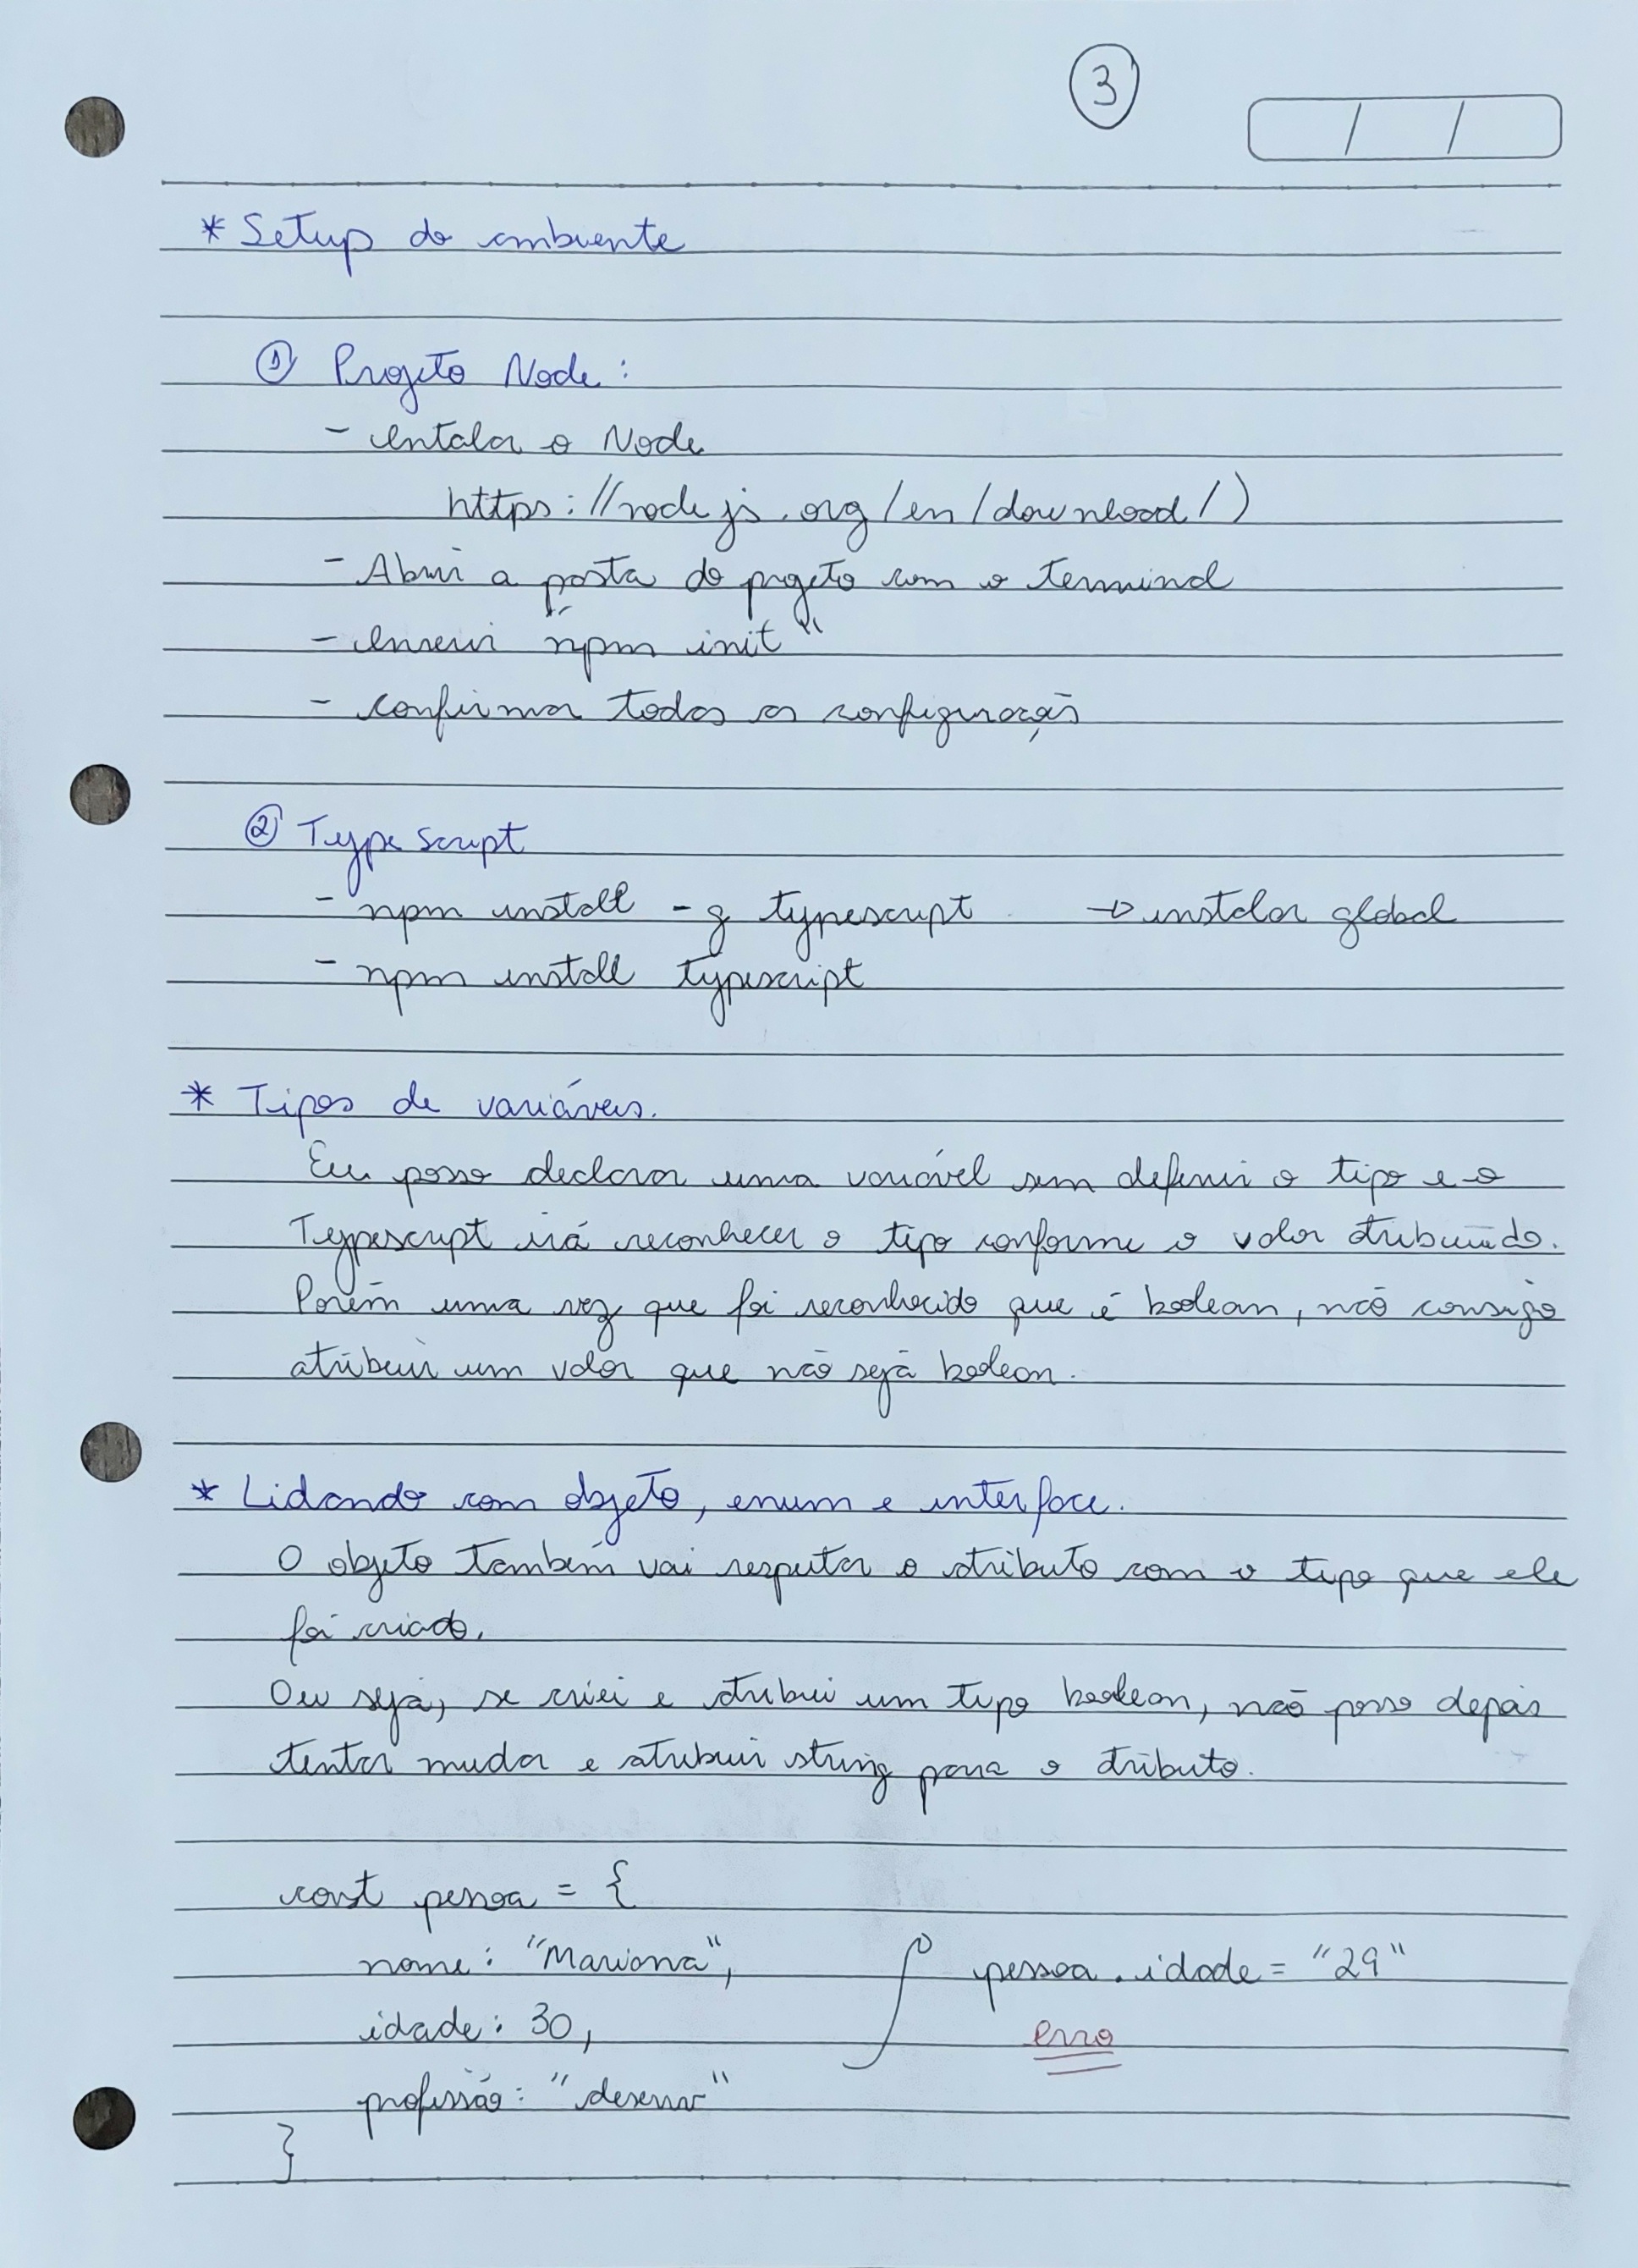 3
/ /
* Setup do ambiente
① Projeto Node:
- Intalar o Node
https://nodejs.org/en/download/)
- Abrir a pasta do projeto com o terminal
- Inserir "npm init"
- confirmar todas as configuração
② TypeScript
- npm install -g typescript → instalar global
- npm install typescript
* Tipos de variáveis.
Eu posso declarar uma variável sem definir o tipo e o
Typescript irá reconhecer o tipo conforme o valor atribuindo.
Porém uma vez que foi reconhecido que é boolean, não consigo
atribuir um valor que não seja boolean.
* Lidando com objeto, enum e interface.
O objeto também vai respeitar o atributo com o tipo que ele
foi criado.
Ou seja, se criei e atribui um tipo boolean, não posso depois
tentar mudar e atribuir string para o atributo.
const pessoa = {
nome: "Mariana", pessoa.idade = "29"
idade: 30, erro
profissão: "desenv"
}